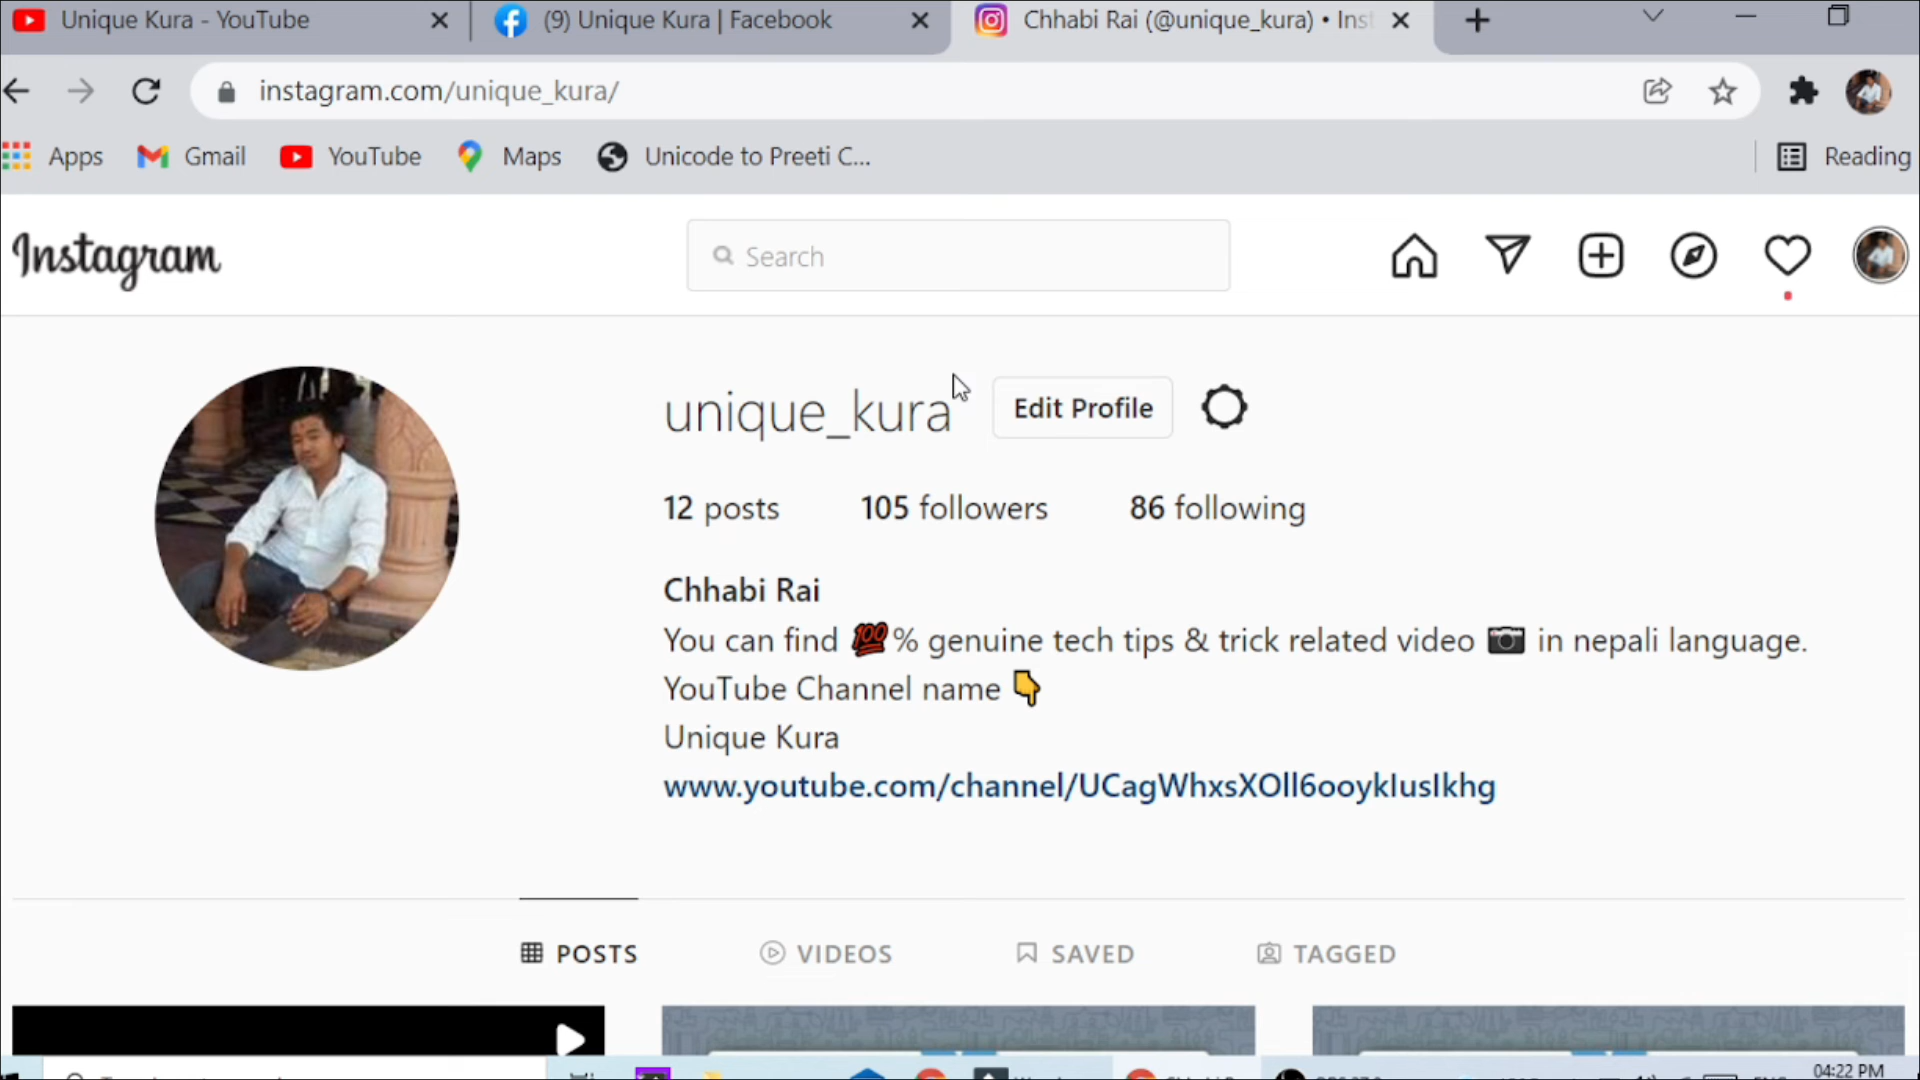 Unique Kura - YouTube
(9) Unique Kura | Facebook
Chhabi Rai (@unique_kura) • Inst
instagram.com/unique_kura/
Apps
Gmail
YouTube
Maps
Unicode to Preeti C...
Reading
Instagram
Search
unique_kura
Edit Profile
12 posts
105 followers
86 following
Chhabi Rai
You can find 💯% genuine tech tips & trick related video 📷 in nepali language.
YouTube Channel name 👇
Unique Kura
www.youtube.com/channel/UCagWhxsXOll6ooykIusIkhg
POSTS
VIDEOS
SAVED
TAGGED
04:22 PM